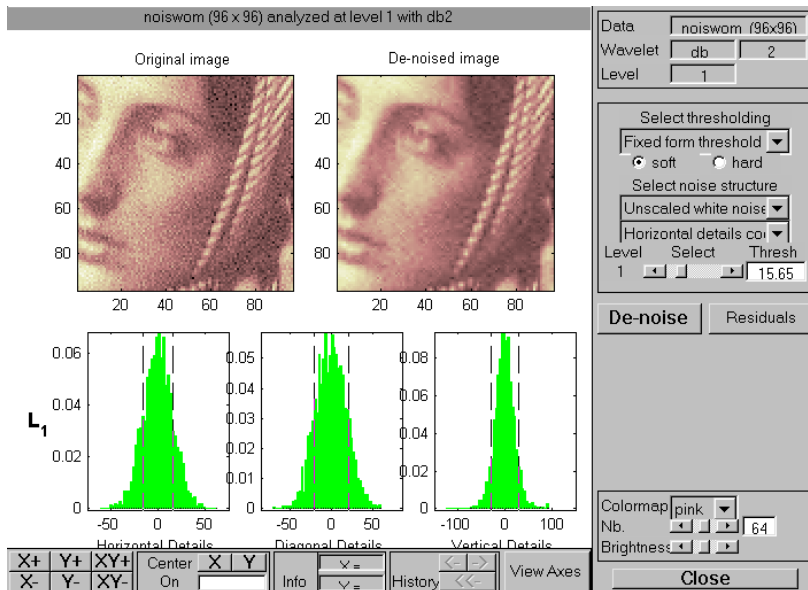 noiswom (96 x 96) analyzed at level 1 with db2
Original image
De-noised image
20
40
60
80
20 40 60 80
20
40
60
80
20 40 60 80
L1
0.06
0.04
0.02
0
-50 0 50
Horizontal Details
0.05
0.04
0.03
0.02
0.01
0
-50 0 50
Diagonal Details
0.08
0.06
0.04
0.02
0
-100 0 100
Vertical Details
X+ Y+ XY+
X- Y- XY-
Center X Y
On
Info X =
Y =
History <- ->
<<-
View Axes
Data noiswom (96x96)
Wavelet db 2
Level 1
Select thresholding
Fixed form threshold
soft hard
Select noise structure
Unscaled white noise
Horizontal details
Level Select Thresh
1 15.65
De-noise Residuals
Colormap pink
Nb. 64
Brightness
Close